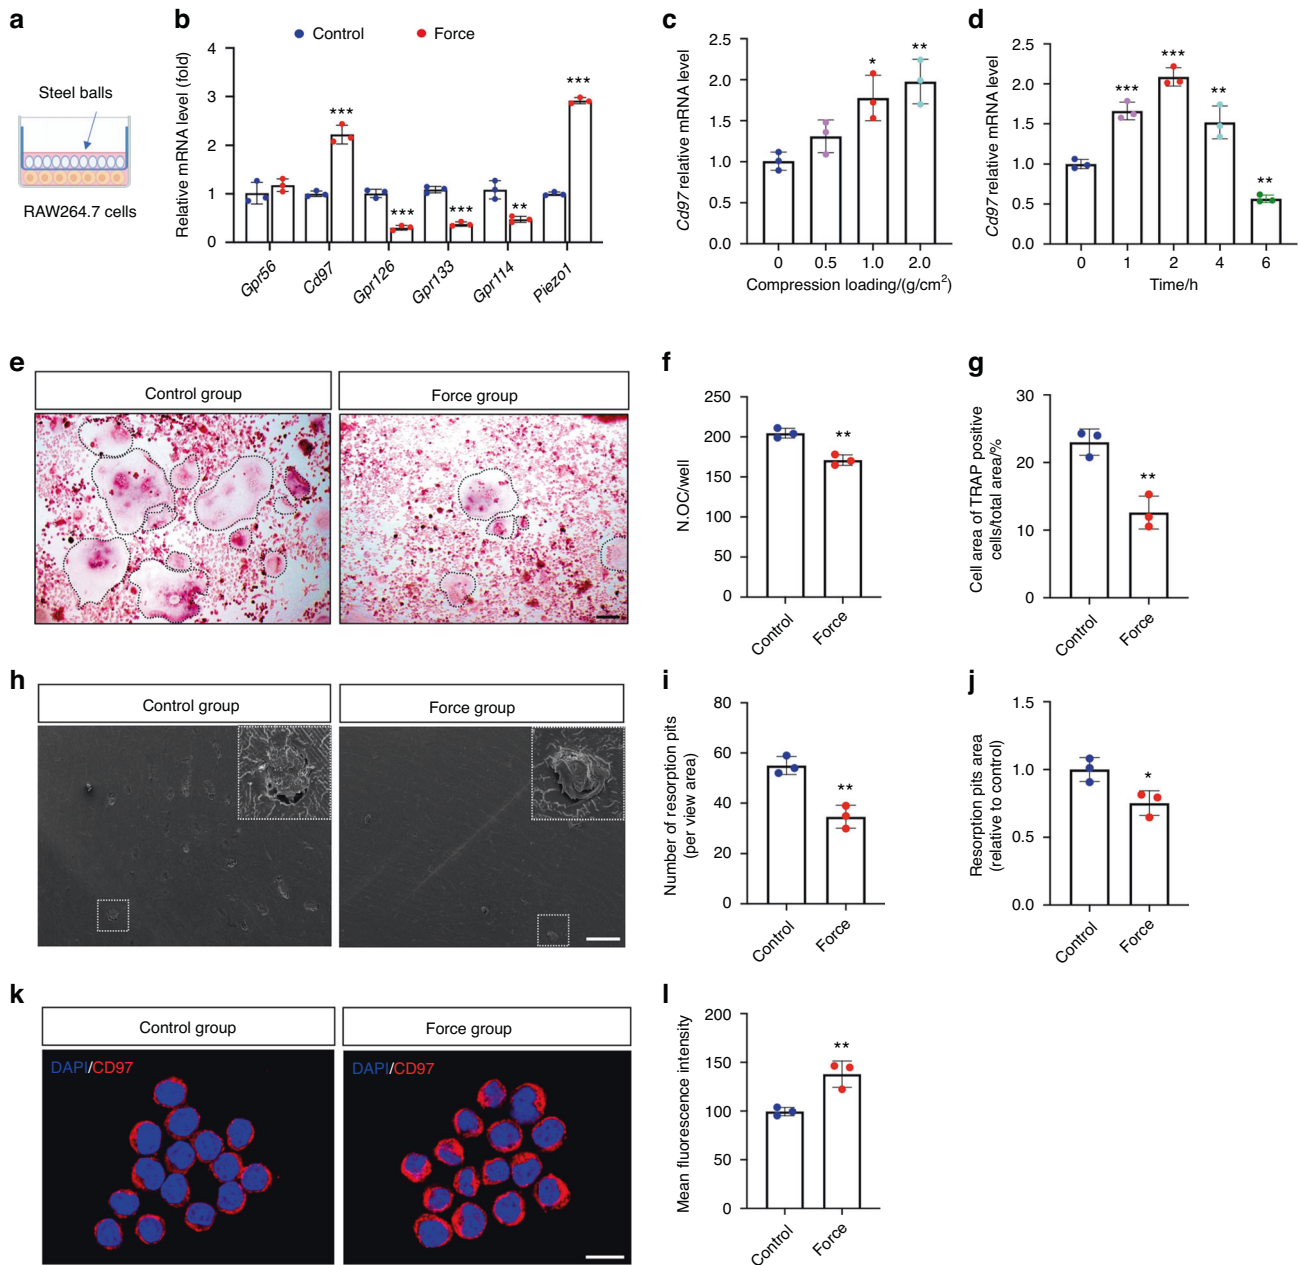 a
Steel balls
RAW264.7 cells
b
Control
Force
Relative mRNA level (fold)
4
3
2
1
0
***
***
***
**
***
Gpr56
Cd97
Gpr126
Gpr133
Gpr114
Piezo1
c
Cd97 relative mRNA level
2.5
2.0
1.5
1.0
0.5
0.0
*
**
0
0.5
1.0
2.0
Compression loading/(g/cm²)
d
Cd97 relative mRNA level
2.5
2.0
1.5
1.0
0.5
0.0
***
***
**
**
0
1
2
4
6
Time/h
e
Control group
Force group
f
N.OC/well
250
200
150
100
50
0
**
Control
Force
g
Cell area of TRAP positive
cells/total area/%
30
20
10
0
**
Control
Force
h
Control group
Force group
i
Number of resorption pits
(per view area)
80
60
40
20
0
**
Control
Force
j
Resorption pits area
(relative to control)
1.5
1.0
0.5
0.0
*
Control
Force
k
Control group
Force group
DAPI/CD97
DAPI/CD97
l
Mean fluorescence intensity
200
150
100
50
0
**
Control
Force